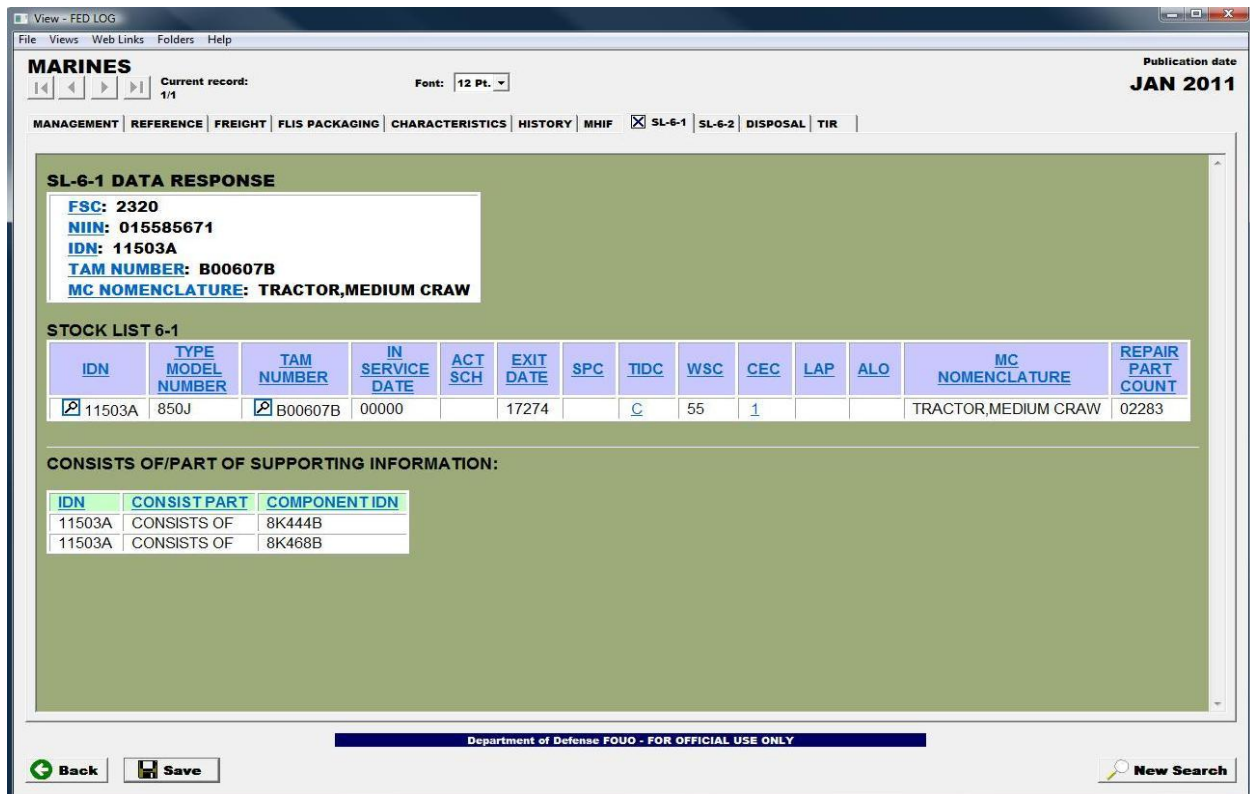 View - FED LOG
File Views Web Links Folders Help
MARINES
Publication date
JAN 2011
Current record:
1/1
Font: 12 Pt.
MANAGEMENT REFERENCE FREIGHT FLIS PACKAGING CHARACTERISTICS HISTORY MHIF SL-6-1 SL-6-2 DISPOSAL TIR
SL-6-1 DATA RESPONSE
FSC: 2320
NIIN: 015585671
IDN: 11503A
TAM NUMBER: B00607B
MC NOMENCLATURE: TRACTOR,MEDIUM CRAW
STOCK LIST 6-1
IDN TYPE MODEL NUMBER TAM NUMBER IN SERVICE DATE ACT SCH EXIT DATE SPC TIDC WSC CEC LAP ALO MC NOMENCLATURE REPAIR PART COUNT
11503A 850J B00607B 00000 17274 C 55 1 TRACTOR,MEDIUM CRAW 02283
CONSISTS OF/PART OF SUPPORTING INFORMATION:
IDN CONSIST PART COMPONENT IDN
11503A CONSISTS OF 8K444B
11503A CONSISTS OF 8K468B
Department of Defense FOUO - FOR OFFICIAL USE ONLY
Back Save New Search